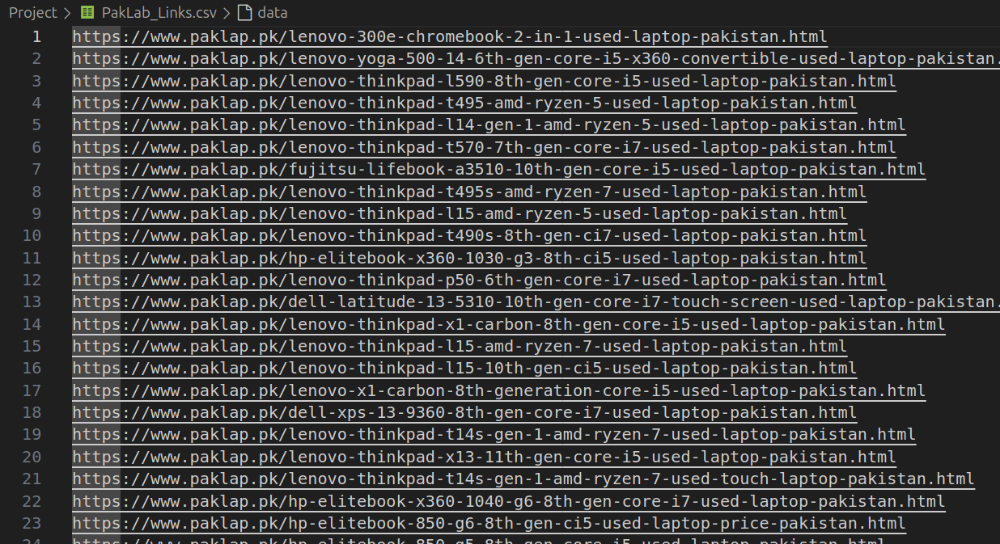 Project > PakLab_Links.csv > data
1 https://www.paklap.pk/lenovo-300e-chromebook-2-in-1-used-laptop-pakistan.html
2 https://www.paklap.pk/lenovo-yoga-500-14-6th-gen-core-i5-x360-convertible-used-laptop-pakistan.
3 https://www.paklap.pk/lenovo-thinkpad-l590-8th-gen-core-i5-used-laptop-pakistan.html
4 https://www.paklap.pk/lenovo-thinkpad-t495-amd-ryzen-5-used-laptop-pakistan.html
5 https://www.paklap.pk/lenovo-thinkpad-l14-gen-1-amd-ryzen-5-used-laptop-pakistan.html
6 https://www.paklap.pk/lenovo-thinkpad-t570-7th-gen-core-i7-used-laptop-pakistan.html
7 https://www.paklap.pk/fujitsu-lifebook-a3510-10th-gen-core-i5-used-laptop-pakistan.html
8 https://www.paklap.pk/lenovo-thinkpad-t495s-amd-ryzen-7-used-laptop-pakistan.html
9 https://www.paklap.pk/lenovo-thinkpad-l15-amd-ryzen-5-used-laptop-pakistan.html
10 https://www.paklap.pk/lenovo-thinkpad-t490s-8th-gen-ci7-used-laptop-pakistan.html
11 https://www.paklap.pk/hp-elitebook-x360-1030-g3-8th-ci5-used-laptop-pakistan.html
12 https://www.paklap.pk/lenovo-thinkpad-p50-6th-gen-core-i7-used-laptop-pakistan.html
13 https://www.paklap.pk/dell-latitude-13-5310-10th-gen-core-i7-touch-screen-used-laptop-pakistan.
14 https://www.paklap.pk/lenovo-thinkpad-x1-carbon-8th-gen-core-i5-used-laptop-pakistan.html
15 https://www.paklap.pk/lenovo-thinkpad-l15-amd-ryzen-7-used-laptop-pakistan.html
16 https://www.paklap.pk/lenovo-thinkpad-l15-10th-gen-ci5-used-laptop-pakistan.html
17 https://www.paklap.pk/lenovo-x1-carbon-8th-generation-core-i5-used-laptop-pakistan.html
18 https://www.paklap.pk/dell-xps-13-9360-8th-gen-core-i7-used-laptop-pakistan.html
19 https://www.paklap.pk/lenovo-thinkpad-t14s-gen-1-amd-ryzen-7-used-laptop-pakistan.html
20 https://www.paklap.pk/lenovo-thinkpad-x13-11th-gen-core-i5-used-laptop-pakistan.html
21 https://www.paklap.pk/lenovo-thinkpad-t14s-gen-1-amd-ryzen-7-used-touch-laptop-pakistan.html
22 https://www.paklap.pk/hp-elitebook-x360-1040-g6-8th-gen-core-i7-used-laptop-pakistan.html
23 https://www.paklap.pk/hp-elitebook-850-g6-8th-gen-ci5-used-laptop-price-pakistan.html
24 https://www.paklap.pk/hp-elitebook-850-g5-8th-gen-core-i5-used-laptop-pakistan.html